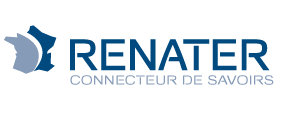 RENATER
CONNECTEUR DE SAVOIRS